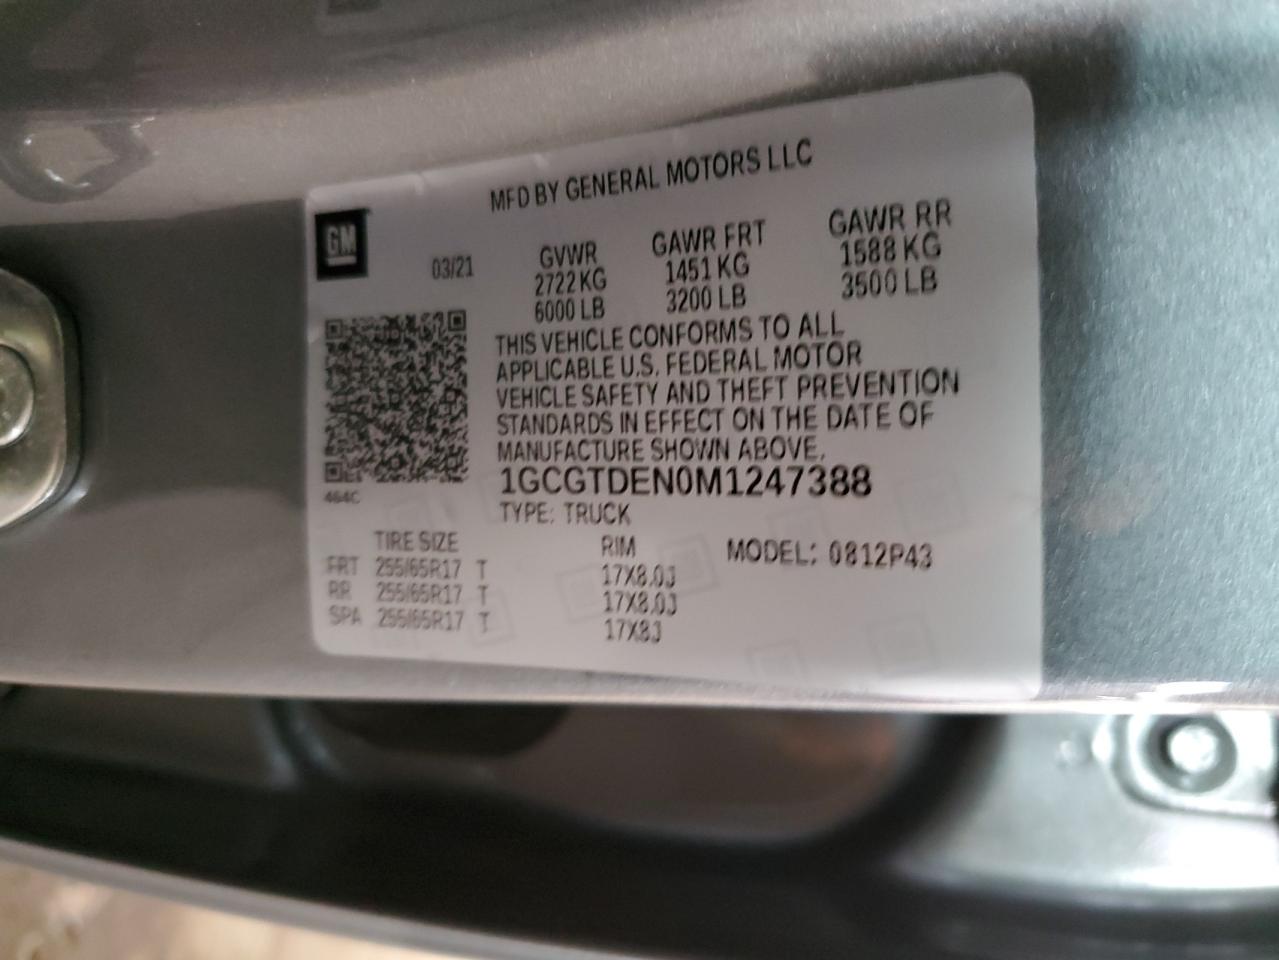 MFD BY GENERAL MOTORS LLC
GM
03/21
GVWR GAWR FRT GAWR RR
2722 KG 1451 KG 1588 KG
6000 LB 3200 LB 3500 LB
THIS VEHICLE CONFORMS TO ALL
APPLICABLE U.S. FEDERAL MOTOR
VEHICLE SAFETY AND THEFT PREVENTION
STANDARDS IN EFFECT ON THE DATE OF
MANUFACTURE SHOWN ABOVE.
1GCGTDEN0M1247388
464C
TYPE: TRUCK
TIRE SIZE RIM MODEL: 0812P43
FRT 255/65R17 T 17X8.0J
RR 255/65R17 T 17X8.0J
SPA 255/65R17 T 17X8J